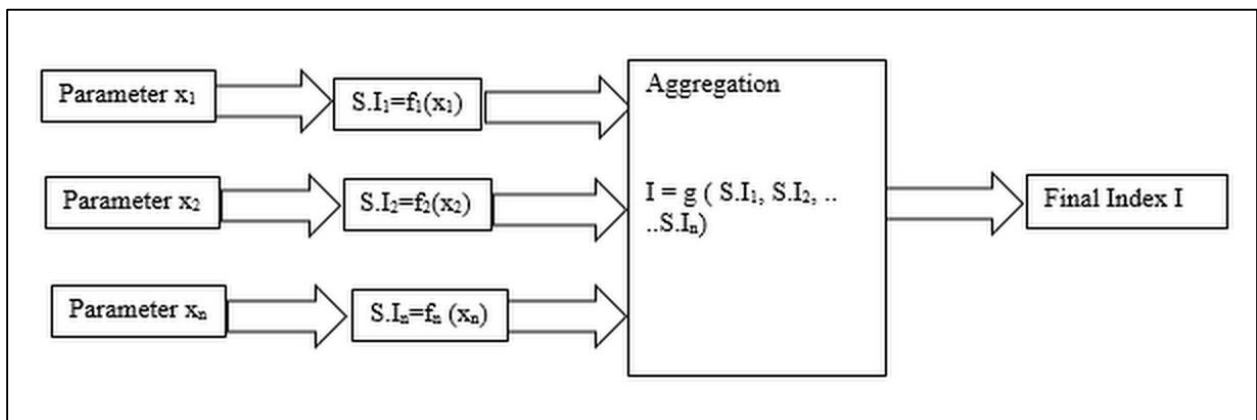 Parameter x₁
S.I₁=f₁(x₁)
Aggregation
Parameter x₂
S.I₂=f₂(x₂)
I = g ( S.I₁, S.I₂, ..
..S.Iₙ)
Final Index I
Parameter xₙ
S.Iₙ=fₙ (xₙ)